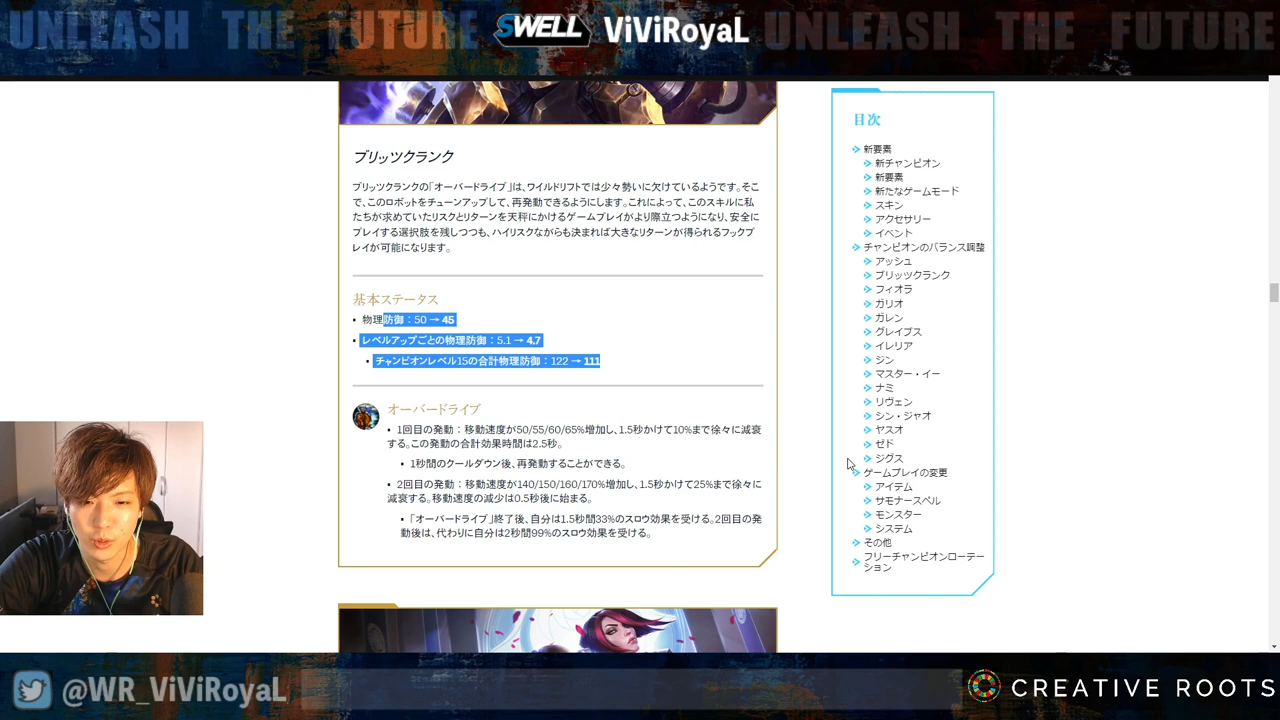 UNLEASH THE FUTURE
SWELL ViViRoyaL
UNLEASH THE FUTURE
ブリッツクランク
ブリッツクランクの「オーバードライブ」は、ワイルドリフトでは少々勢いに欠けているようです。そこ
で、このロボットをチューンアップして、再発動できるようにします。これによって、このスキルに私
たちが求めていたリスクとリターンを天秤にかけるゲームプレイがより際立つようになり、安全に
プレイする選択肢を残しつつも、ハイリスクながらも決まれば大きなリターンが得られるフックプ
レイが可能になります。
基本ステータス
物理防御：50 → 45
レベルアップごとの物理防御：5.1 → 4.7
チャンピオンレベル15の合計物理防御：122 → 111
オーバードライブ
1回目の発動：移動速度が50/55/60/65%増加し、1.5秒かけて10%まで徐々に減衰
する。この発動の合計効果時間は2.5秒。
1秒間のクールダウン後、再発動することができる。
2回目の発動：移動速度が140/150/160/170%増加し、1.5秒かけて25%まで徐々に
減衰する。移動速度の減少は0.5秒後に始まる。
「オーバードライブ」終了後、自分は1.5秒間33%のスロウ効果を受ける。2回目の発
動後は、代わりに自分は2秒間99%のスロウ効果を受ける。
目次
新要素
新チャンピオン
新要素
新たなゲームモード
スキン
アクセサリー
イベント
チャンピオンのバランス調整
アッシュ
ブリッツクランク
フィオラ
ガリオ
ガレン
グレイブス
イレリア
ジン
マスター・イー
ナミ
リヴェン
シン・ジャオ
ヤスオ
ゼド
ジグス
ゲームプレイの変更
アイテム
サモナースペル
モンスター
システム
その他
フリーチャンピオンローテー
ション
@WR_ViViRoyaL
CREATIVE ROOTS